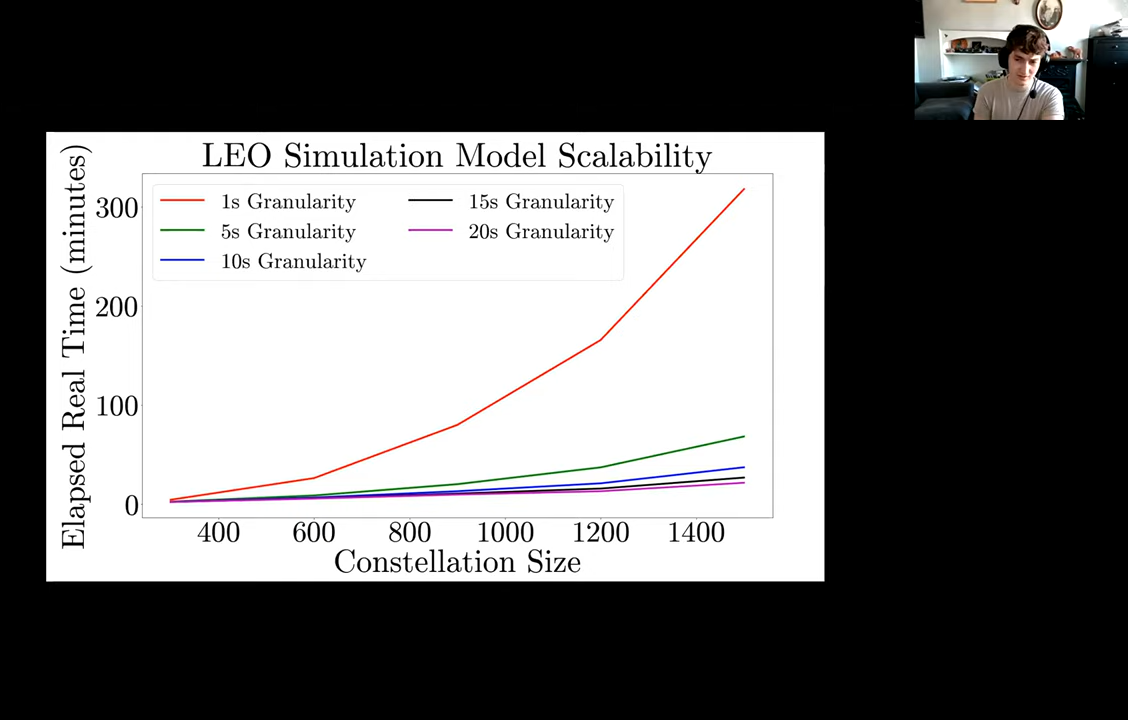 LEO Simulation Model Scalability
Elapsed Real Time (minutes)
300
200
100
0
1s Granularity
5s Granularity
10s Granularity
15s Granularity
20s Granularity
400 600 800 1000 1200 1400
Constellation Size